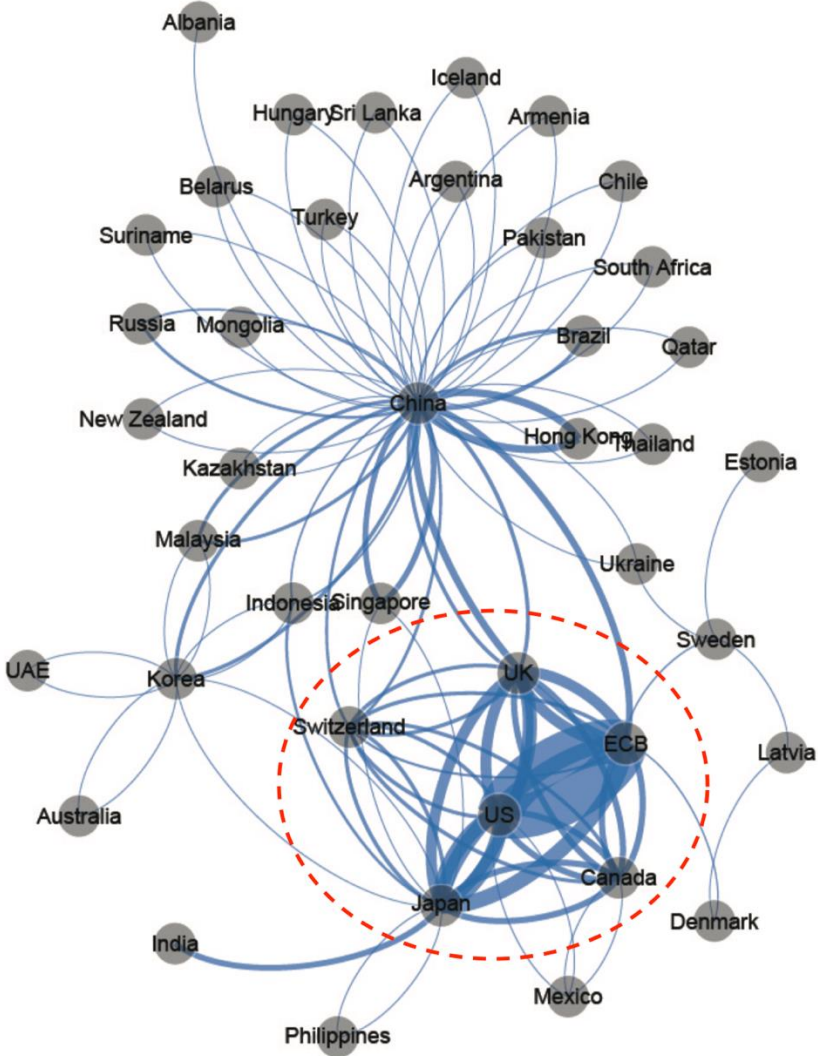 Albania
Iceland
Hungary
Sri Lanka
Armenia
Belarus
Argentina
Chile
Turkey
Suriname
Pakistan
South Africa
Russia
Mongolia
Brazil
Qatar
China
New Zealand
Hong Kong
Thailand
Kazakhstan
Estonia
Malaysia
Ukraine
Indonesia
Singapore
Sweden
UAE
Korea
UK
Switzerland
ECB
Latvia
US
Australia
Canada
Japan
Denmark
India
Mexico
Philippines